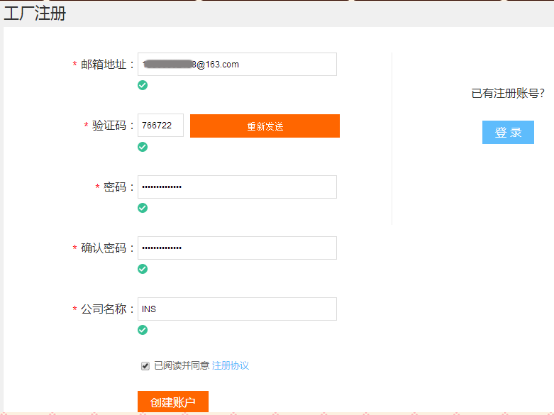 工厂注册
* 邮箱地址： @163.com
已有注册账号?
* 验证码： 766722 重新发送
登 录
* 密码： ••••••••••••••
* 确认密码： ••••••••••••••
* 公司名称： INS
已阅读并同意 注册协议
创建账户